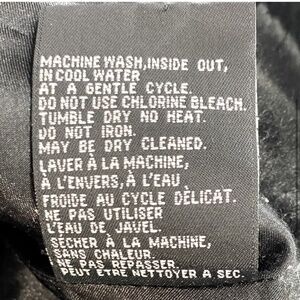 MACHINE WASH,INSIDE OUT,
IN COOL WATER
AT A GENTLE CYCLE.
DO NOT USE CHLORINE BLEACH.
TUMBLE DRY NO HEAT.
DO NOT IRON.
MAY BE DRY CLEANED.
LAVER À LA MACHINE,
À L'ENVERS, À L'EAU
FROIDE AU CYCLE DÈLICAT.
NE PAS UTILISER
L'EAU DE JAVEL.
SECHER À LA MACHINE,
SANS CHALEUR.
NE PAS REPASSER.
PEUT ÊTRE NETTOYER A SEC.